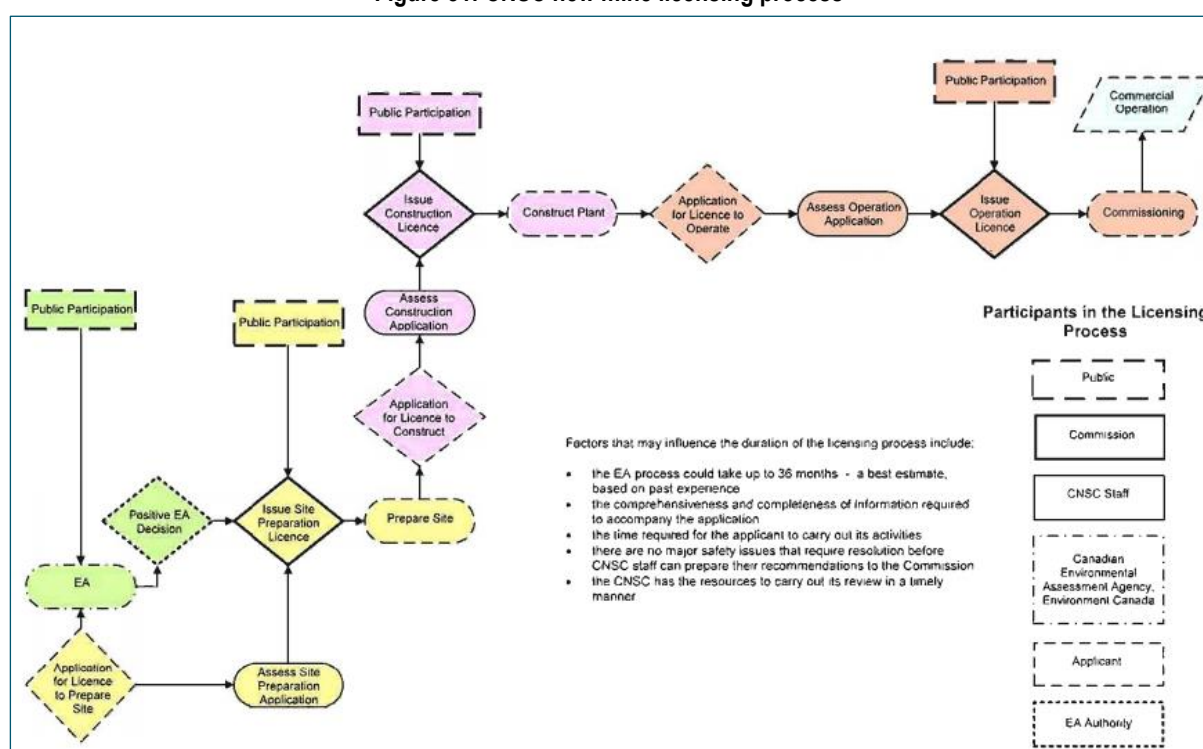 Figure CNSC new mine licensing process
Public Participation
Commercial
Operation
Public Participation
Issue
Construction
Licence
Construct Plant
Application
for Licence to
Operate
Assess Operation
Application
Issue
Operation
Licence
Commissioning
Public Participation
Public Participation
Assess
Construction
Application
Application
for Licence to
Construct
Positive EA
Decision
Issue Site
Preparation
Licence
Prepare Site
EA
Application
for Licence
to Prepare
Site
Assess Site
Preparation
Application
Factors that may influence the duration of the licensing process include:
• the EA process could take up to 36 months - a best estimate,
based on past experience
• the comprehensiveness and completeness of information required
to accompany the application
• the time required for the applicant to carry out its activities
• there are no major safety issues that require resolution before
CNSC staff can prepare their recommendations to the Commission
• the CNSC has the resources to carry out its review in a timely
manner
Participants in the Licensing
Process
Public
Commission
CNSC Staff
Canadian
Environmental
Assessment Agency,
Environment Canada
Applicant
EA Authority